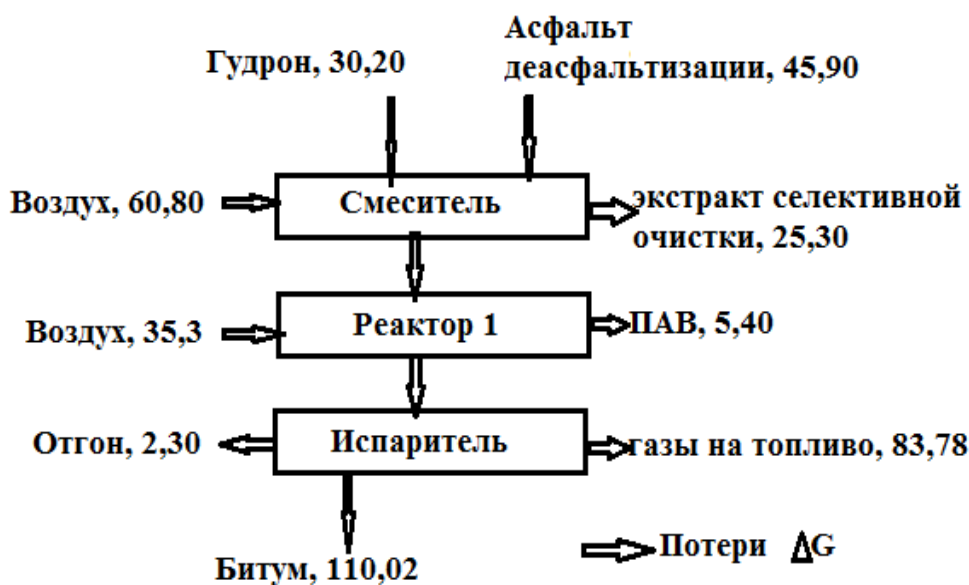 Гудрон, 30,20
Асфальт
деасфальтизации, 45,90
Воздух, 60,80
Смеситель
экстракт селективной
очистки, 25,30
Воздух, 35,3
Реактор 1
ПАВ, 5,40
Отгон, 2,30
Испаритель
газы на топливо, 83,78
Битум, 110,02
Потери ΔG